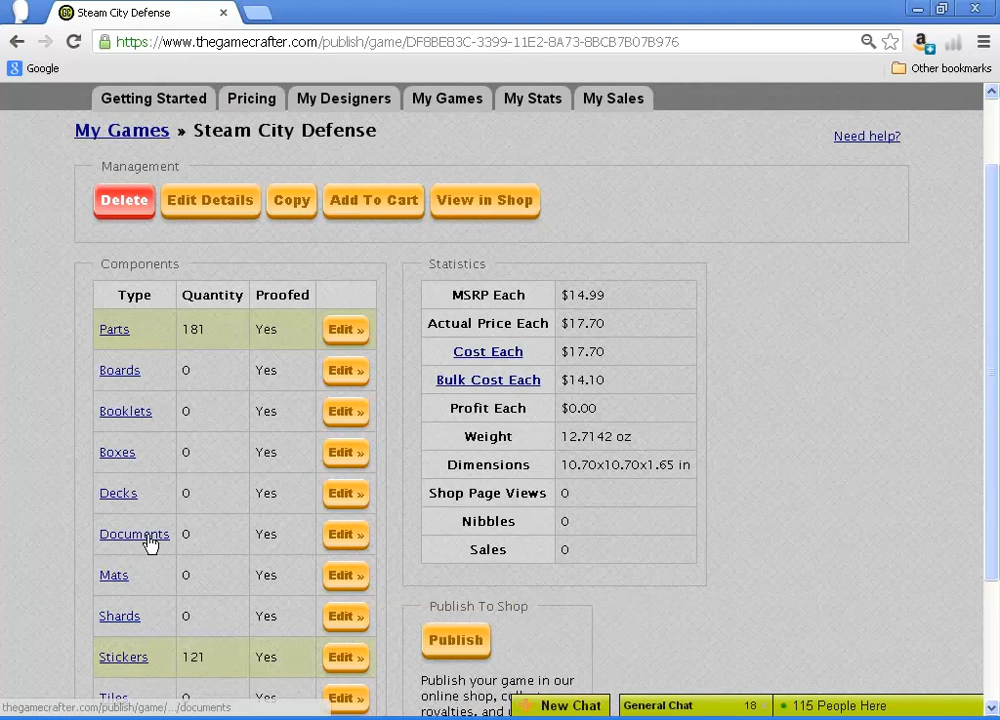 Steam City Defense
https://www.thegamecrafter.com/publish/game/DF8BE83C-3399-11E2-8A73-8BCB7B07B976
Google
Other bookmarks
Getting Started
Pricing
My Designers
My Games
My Stats
My Sales
My Games » Steam City Defense
Need help?
Management
Delete
Edit Details
Copy
Add To Cart
View in Shop
Components
Type Quantity Proofed
Parts 181 Yes Edit »
Boards 0 Yes Edit »
Booklets 0 Yes Edit »
Boxes 0 Yes Edit »
Decks 0 Yes Edit »
Documents 0 Yes Edit »
Mats 0 Yes Edit »
Shards 0 Yes Edit »
Stickers 121 Yes Edit »
Tiles 0 Yes Edit »
Statistics
MSRP Each $14.99
Actual Price Each $17.70
Cost Each $17.70
Bulk Cost Each $14.10
Profit Each $0.00
Weight 12.7142 oz
Dimensions 10.70x10.70x1.65 in
Shop Page Views 0
Nibbles 0
Sales 0
Publish To Shop
Publish
Publish your game in our
online shop,
royalties, and
thegamecrafter.com/publish/game/.../documents
New Chat
General Chat 18
115 People Here